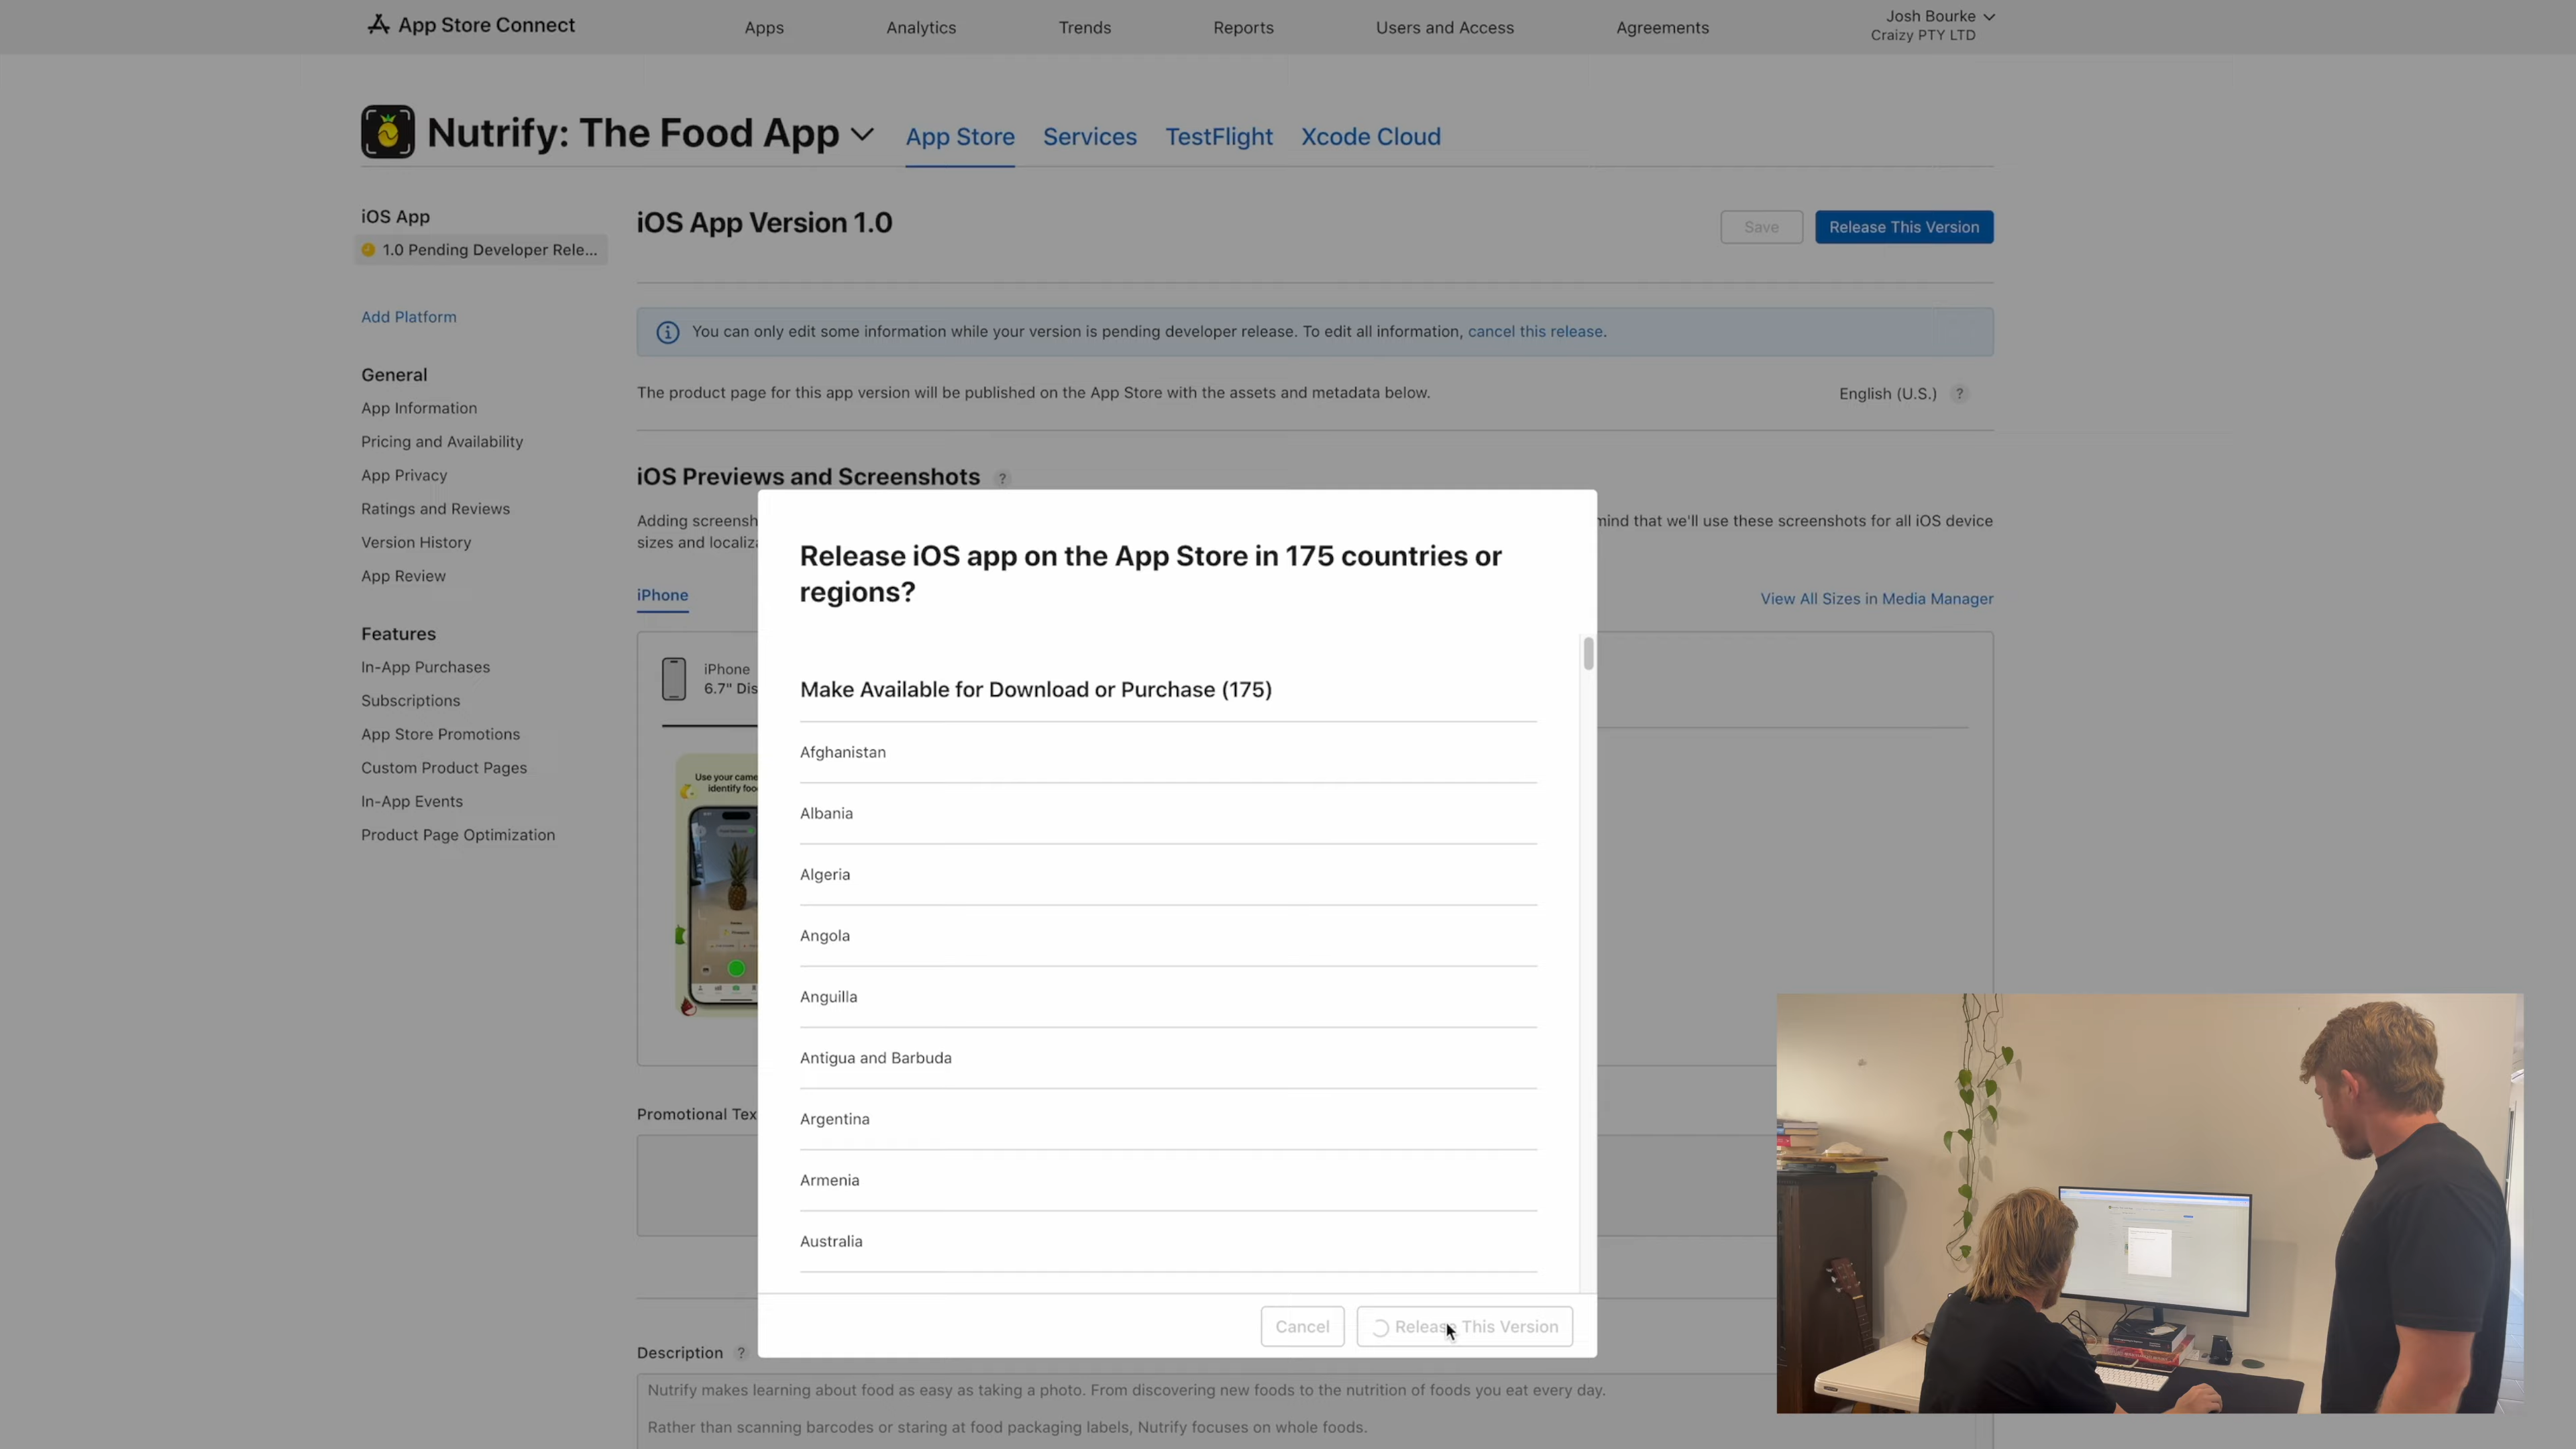 App Store Connect
Apps
Analytics
Trends
Reports
Users and Access
Agreements
Josh Bourke
Craizy PTY LTD
Nutrify: The Food App
App Store
Services
TestFlight
Xcode Cloud
iOS App
1.0 Pending Developer Rele...
Add Platform
General
App Information
Pricing and Availability
App Privacy
Ratings and Reviews
Version History
App Review
Features
In-App Purchases
Subscriptions
App Store Promotions
Custom Product Pages
In-App Events
Product Page Optimization
iOS App Version 1.0
Save
Release This Version
You can only edit some information while your version is pending developer release. To edit all information, cancel this release.
The product page for this app version will be published on the App Store with the assets and metadata below.
English (U.S.) ?
iOS Previews and Screenshots ?
Adding screensh
mind that we'll use these screenshots for all iOS device
sizes and localiz
iPhone
View All Sizes in Media Manager
iPhone
6.7" Dis
Use your came
identify foo
Release iOS app on the App Store in 175 countries or
regions?
Make Available for Download or Purchase (175)
Afghanistan
Albania
Algeria
Angola
Anguilla
Antigua and Barbuda
Argentina
Armenia
Australia
Cancel
Release This Version
Promotional Tex
Description ?
Nutrify makes learning about food as easy as taking a photo. From discovering new foods to the nutrition of foods you eat every day.
Rather than scanning barcodes or staring at food packaging labels, Nutrify focuses on whole foods.